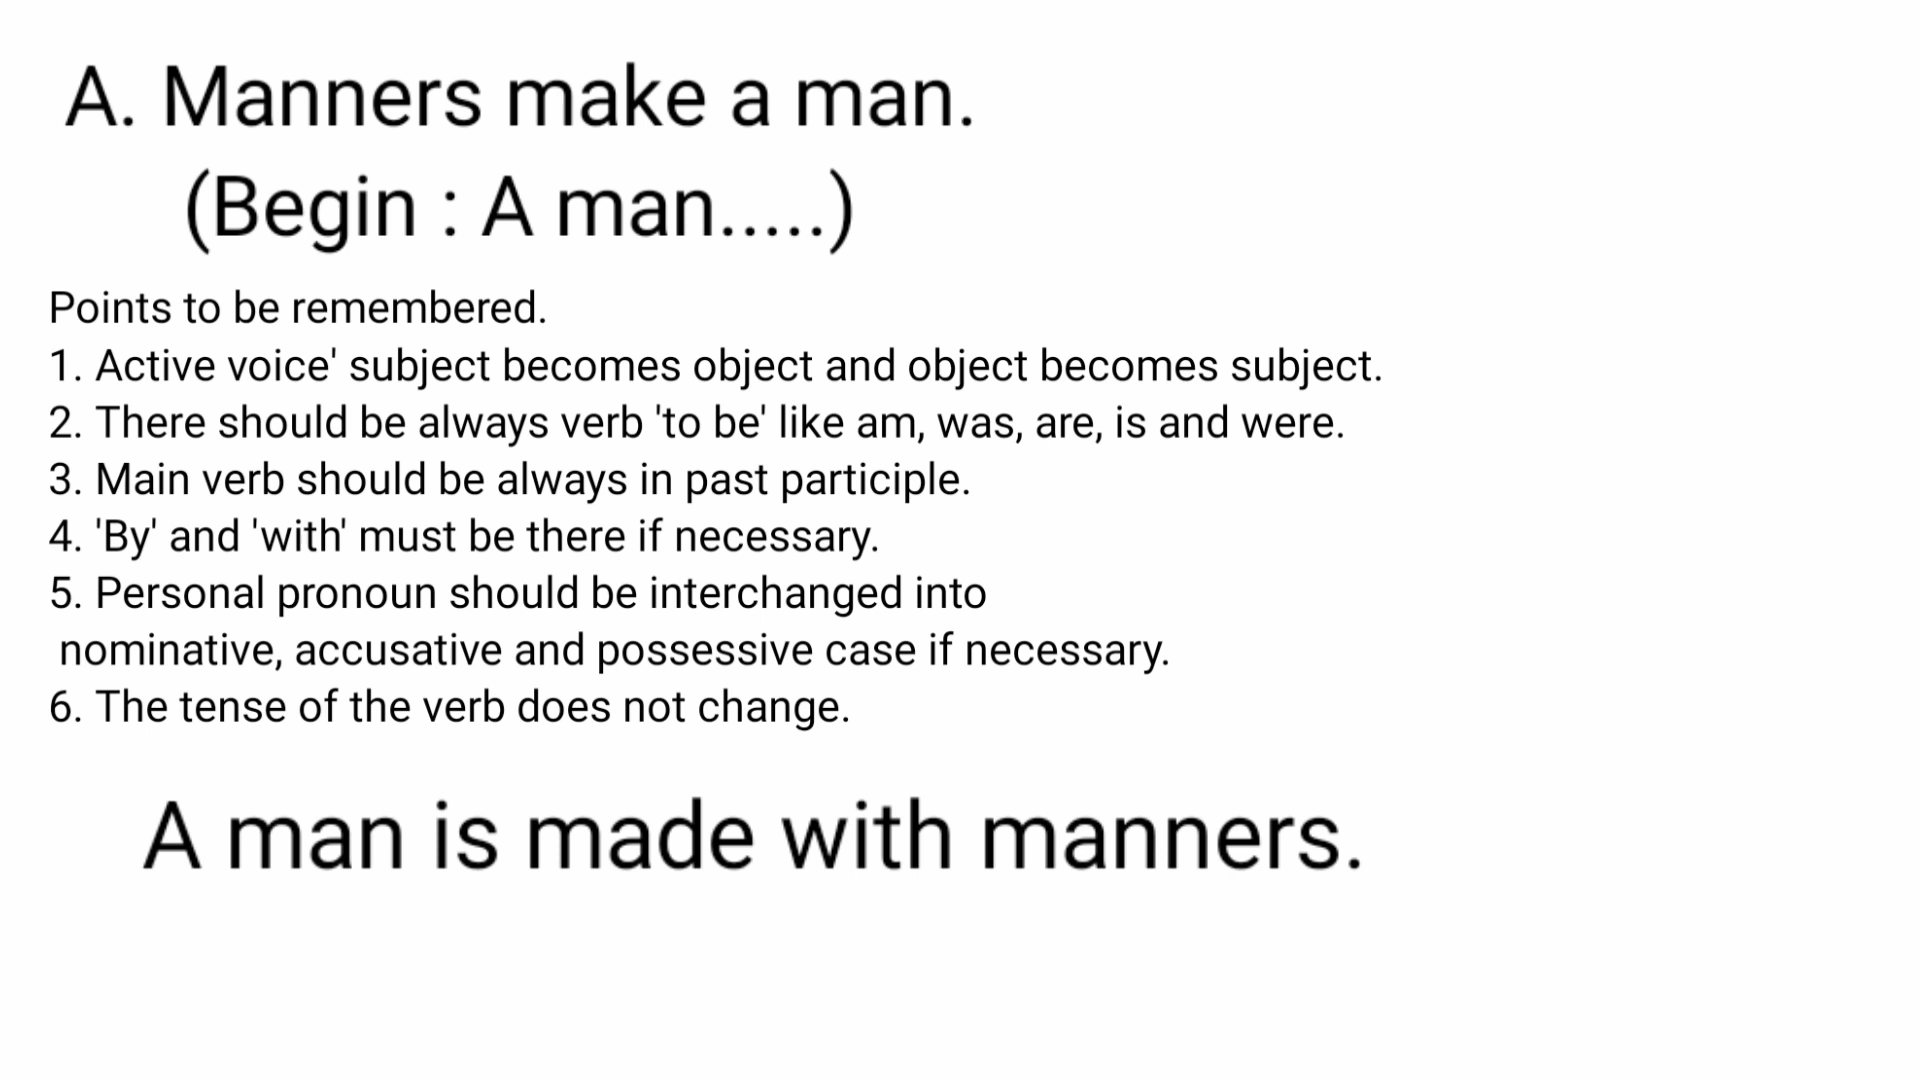 A. Manners make a man.
(Begin : A man.....)
Points to be remembered.
1. Active voice' subject becomes object and object becomes subject.
2. There should be always verb 'to be' like am, was, are, is and were.
3. Main verb should be always in past participle.
4. 'By' and 'with' must be there if necessary.
5. Personal pronoun should be interchanged into
nominative, accusative and possessive case if necessary.
6. The tense of the verb does not change.
A man is made with manners.